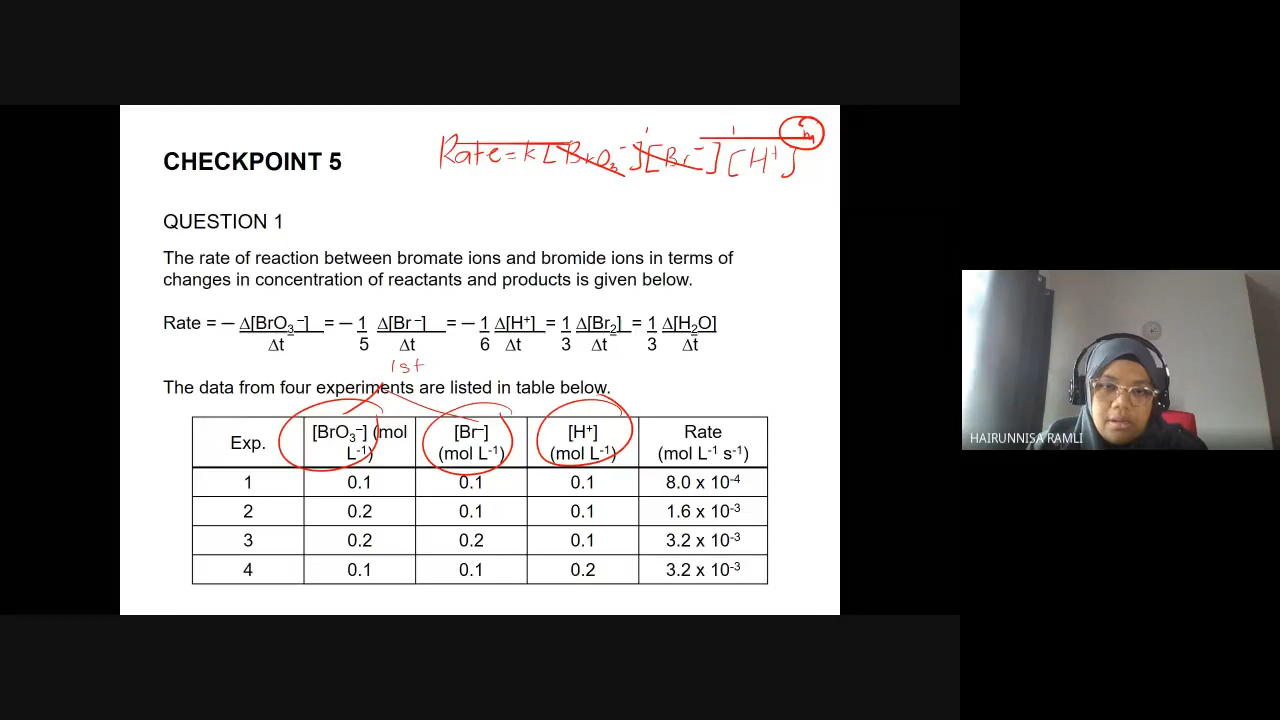 Rate = k [BrO₃⁻]¹ [Br⁻]¹ [H⁺]ᵐ
CHECKPOINT 5
QUESTION 1
The rate of reaction between bromate ions and bromide ions in terms of
changes in concentration of reactants and products is given below.
Rate = – Δ[BrO₃⁻] = – 1 Δ[Br⁻] = – 1 Δ[H⁺] = 1 Δ[Br₂] = 1 Δ[H₂O]
Δt 5 Δt 6 Δt 3 Δt 3 Δt
1st
The data from four experiments are listed in table below.
Exp. [BrO₃⁻] (mol L⁻¹) [Br⁻] (mol L⁻¹) [H⁺] (mol L⁻¹) Rate (mol L⁻¹ s⁻¹)
1 0.1 0.1 0.1 8.0 x 10⁻⁴
2 0.2 0.1 0.1 1.6 x 10⁻³
3 0.2 0.2 0.1 3.2 x 10⁻³
4 0.1 0.1 0.2 3.2 x 10⁻³
HAIRUNNISA RAMLI